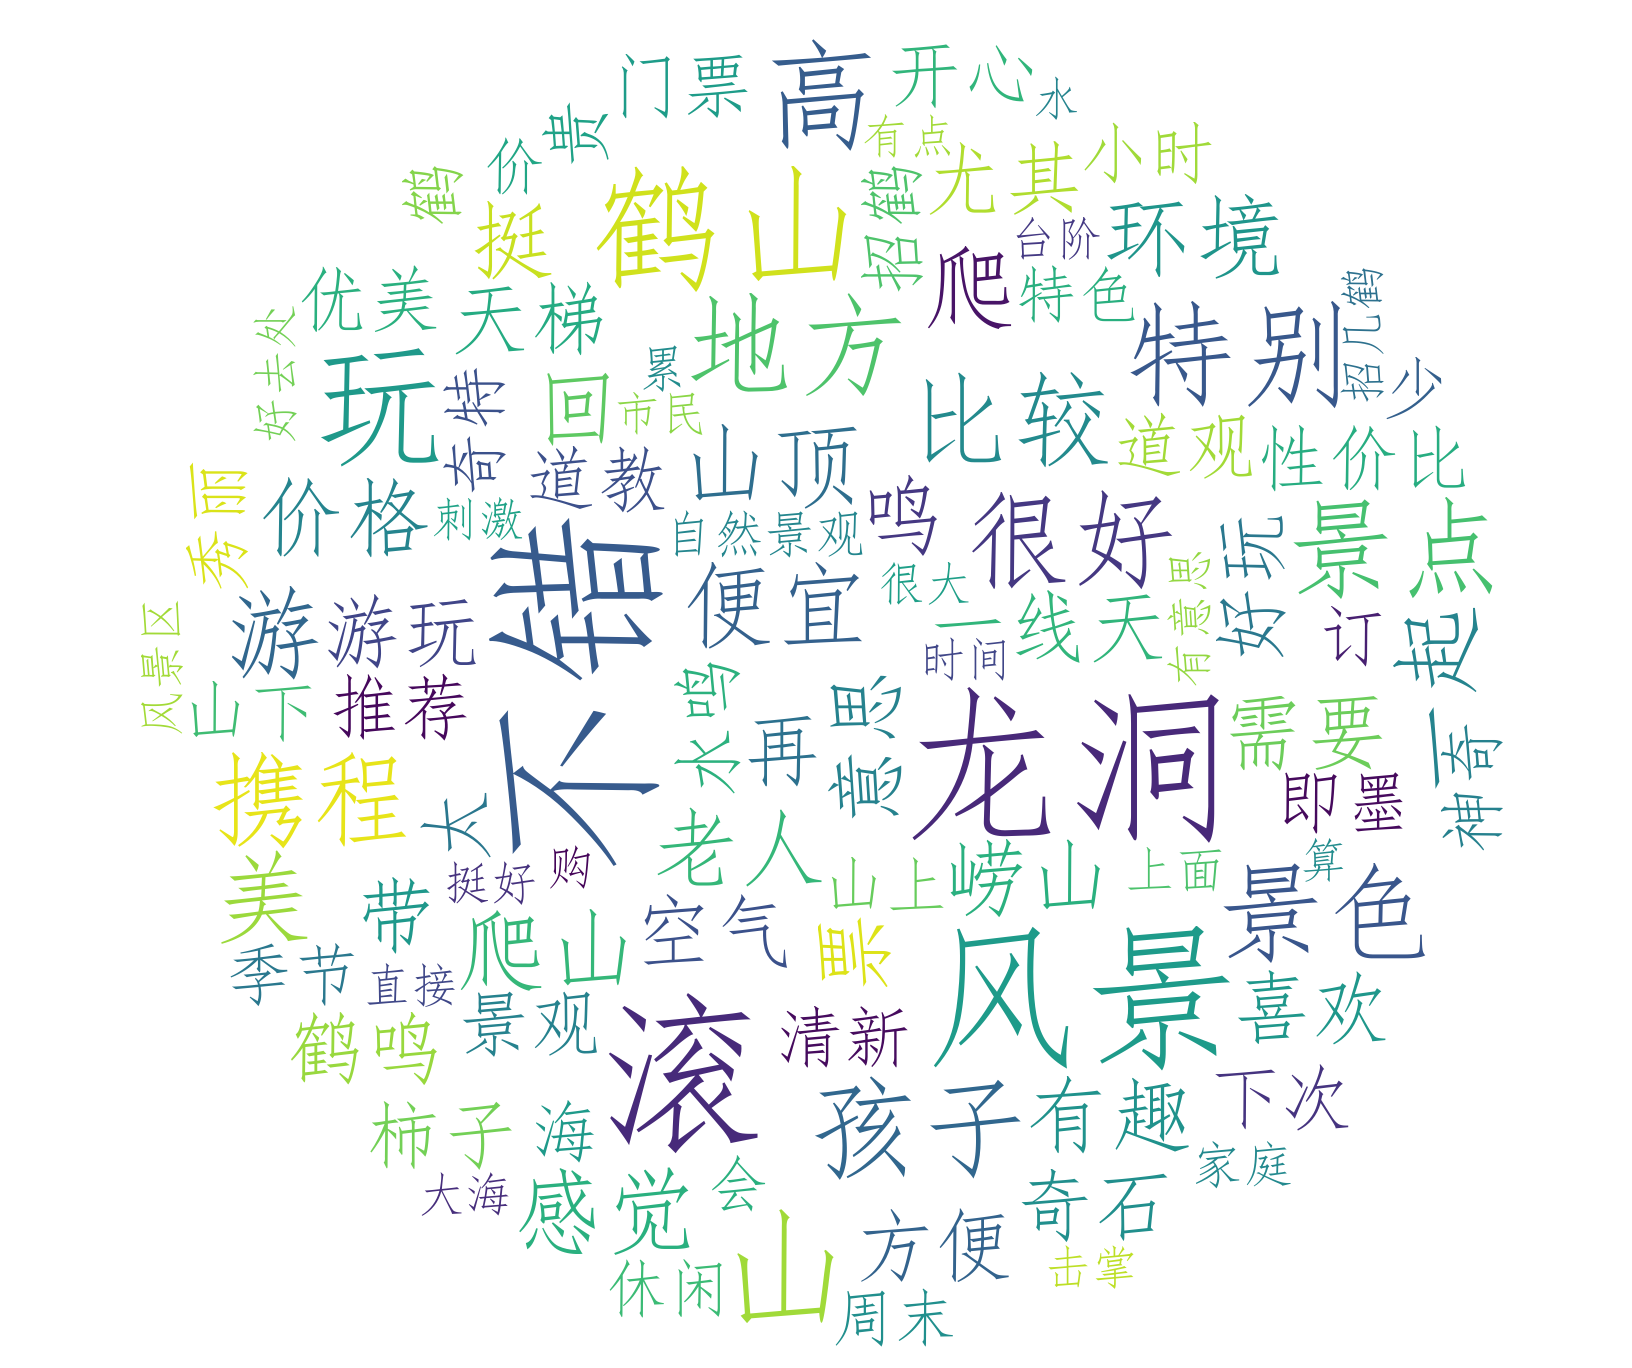 门票
高
开心
水
贵
价
有点
小时
鹤
挺
鹤山
招鹤
尤其
台阶
环境
爬
特色
优美
天梯
地方
特别
招几鹤
少
好去处
玩
奇特
回
累
市民
比较
道观
性价比
秀丽
价格
刺激
道教
山顶
自然景观
鸣
很好
景点
不错
便宜
很大
一线天
有意思
好玩
订
起
风景区
游
游玩
山下
推荐
水鸣
再
意思
时间
龙洞
需要
神奇
即墨
携程
太
老人
美
带
挺好
购
山上
崂山
上面
算
景色
季节
直接
爬山
空气
票
风景
喜欢
鹤鸣
景观
滚
清新
孩子
有趣
下次
柿子
海
大海
感觉
会
山
方便
奇石
家庭
击掌
休闲
周末